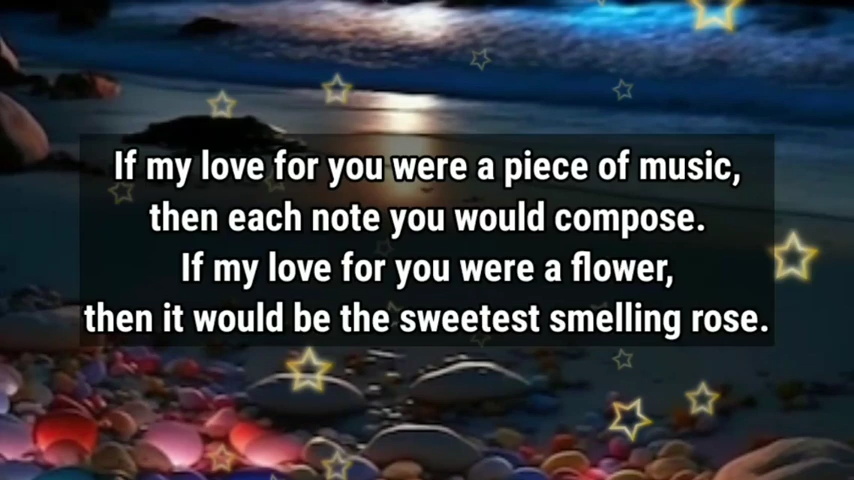 If my love for you were a piece of music,
then each note you would compose.
If my love for you were a flower,
then it would be the sweetest smelling rose.